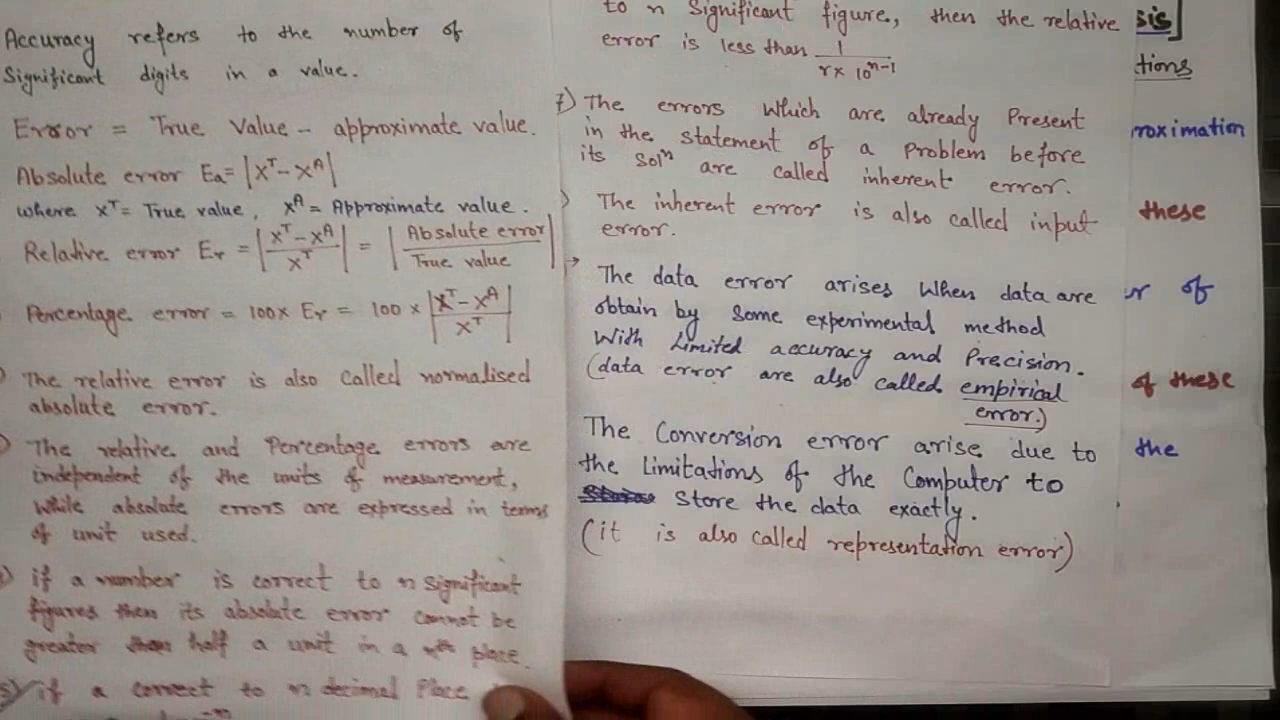 Accuracy refers to the number of
Significant digits in a value.
Error = True Value - approximate value.
Absolute error Ea = |X^T - X^A|
where X^T = True value, X^A = Approximate value.
Relative error Er = |X^T - X^A / X^T| = |Absolute error / True value|
Percentage error = 100 × Er = 100 × |X^T - X^A / X^T|
The relative error is also called normalised
absolute error.
The relative and Percentage errors are
independent of the units of measurement,
while absolute errors are expressed in terms
of unit used.
if a number is correct to n significant
figures then its absolute error cannot be
greater than half a unit in a nth place.
5) if a correct to n decimal Place
to n Significant figure, then the relative
error is less than 1 / r × 10^n-1
7) The errors which are already Present
in the statement of a problem before
its Sol^n are called inherent error.
The inherent error is also called input
error.
→ The data error arises when data are
obtain by some experimental method
With Limited accuracy and Precision.
(data error are also called empirical
error.)
The Conversion error arise due to
the Limitations of the Computer to
Store the data exactly.
(it is also called representation error)
sis]
tions
roximation
these
r of
of these
the